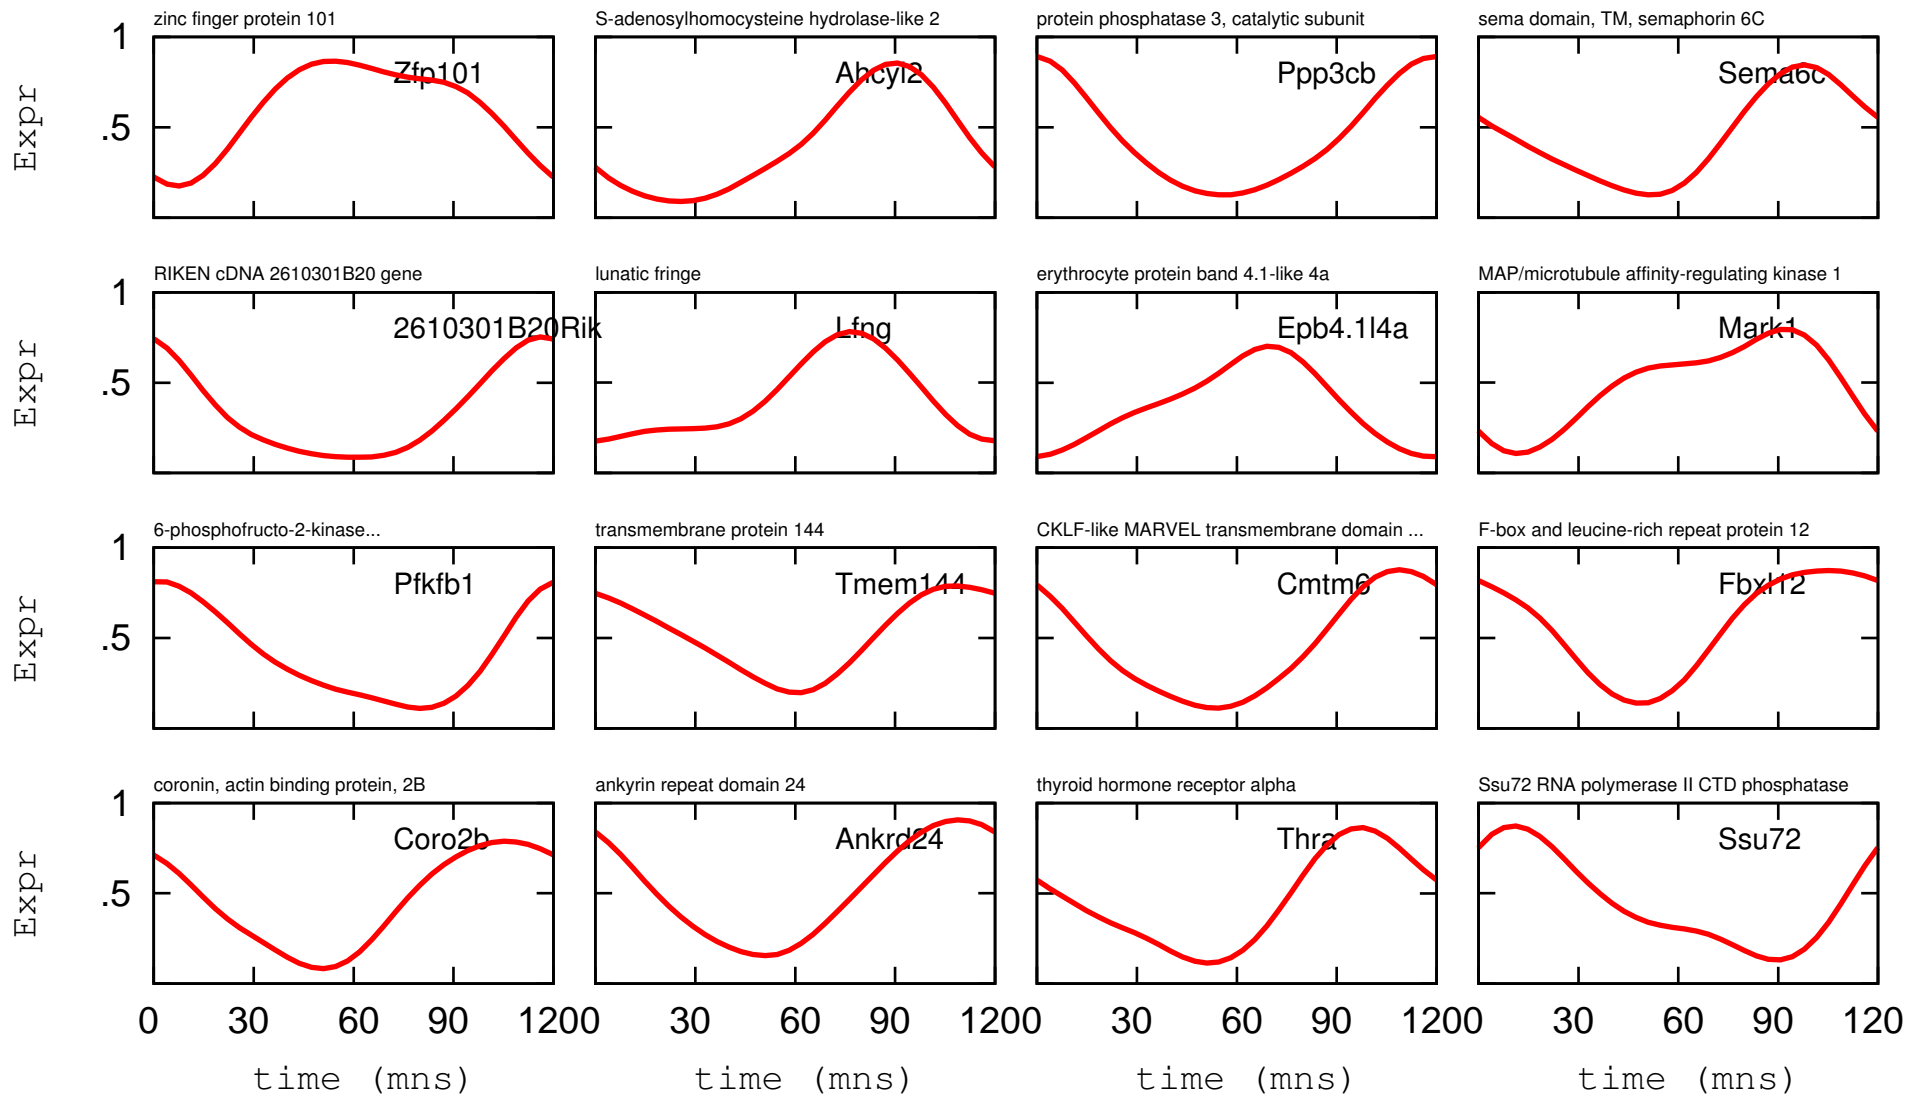 zinc finger protein 101
S-adenosylhomocysteine hydrolase-like 2
protein phosphatase 3, catalytic subunit
sema domain, TM, semaphorin 6C
1
.5
Expr
Zfp101
Ahcyl2
Ppp3cb
Sema6c
RIKEN cDNA 2610301B20 gene
lunatic fringe
erythrocyte protein band 4.1-like 4a
MAP/microtubule affinity-regulating kinase 1
1
.5
Expr
2610301B20Rik
Lfng
Epb4.1l4a
Mark1
6-phosphofructo-2-kinase...
transmembrane protein 144
CKLF-like MARVEL transmembrane domain ...
F-box and leucine-rich repeat protein 12
1
.5
Expr
Pfkfb1
Tmem144
Cmtm6
Fbxl12
coronin, actin binding protein, 2B
ankyrin repeat domain 24
thyroid hormone receptor alpha
Ssu72 RNA polymerase II CTD phosphatase
1
.5
Expr
Coro2b
Ankrd24
Thra
Ssu72
0 30 60 90 120
0 30 60 90 120
0 30 60 90 120
0 30 60 90 120
time (mns)
time (mns)
time (mns)
time (mns)